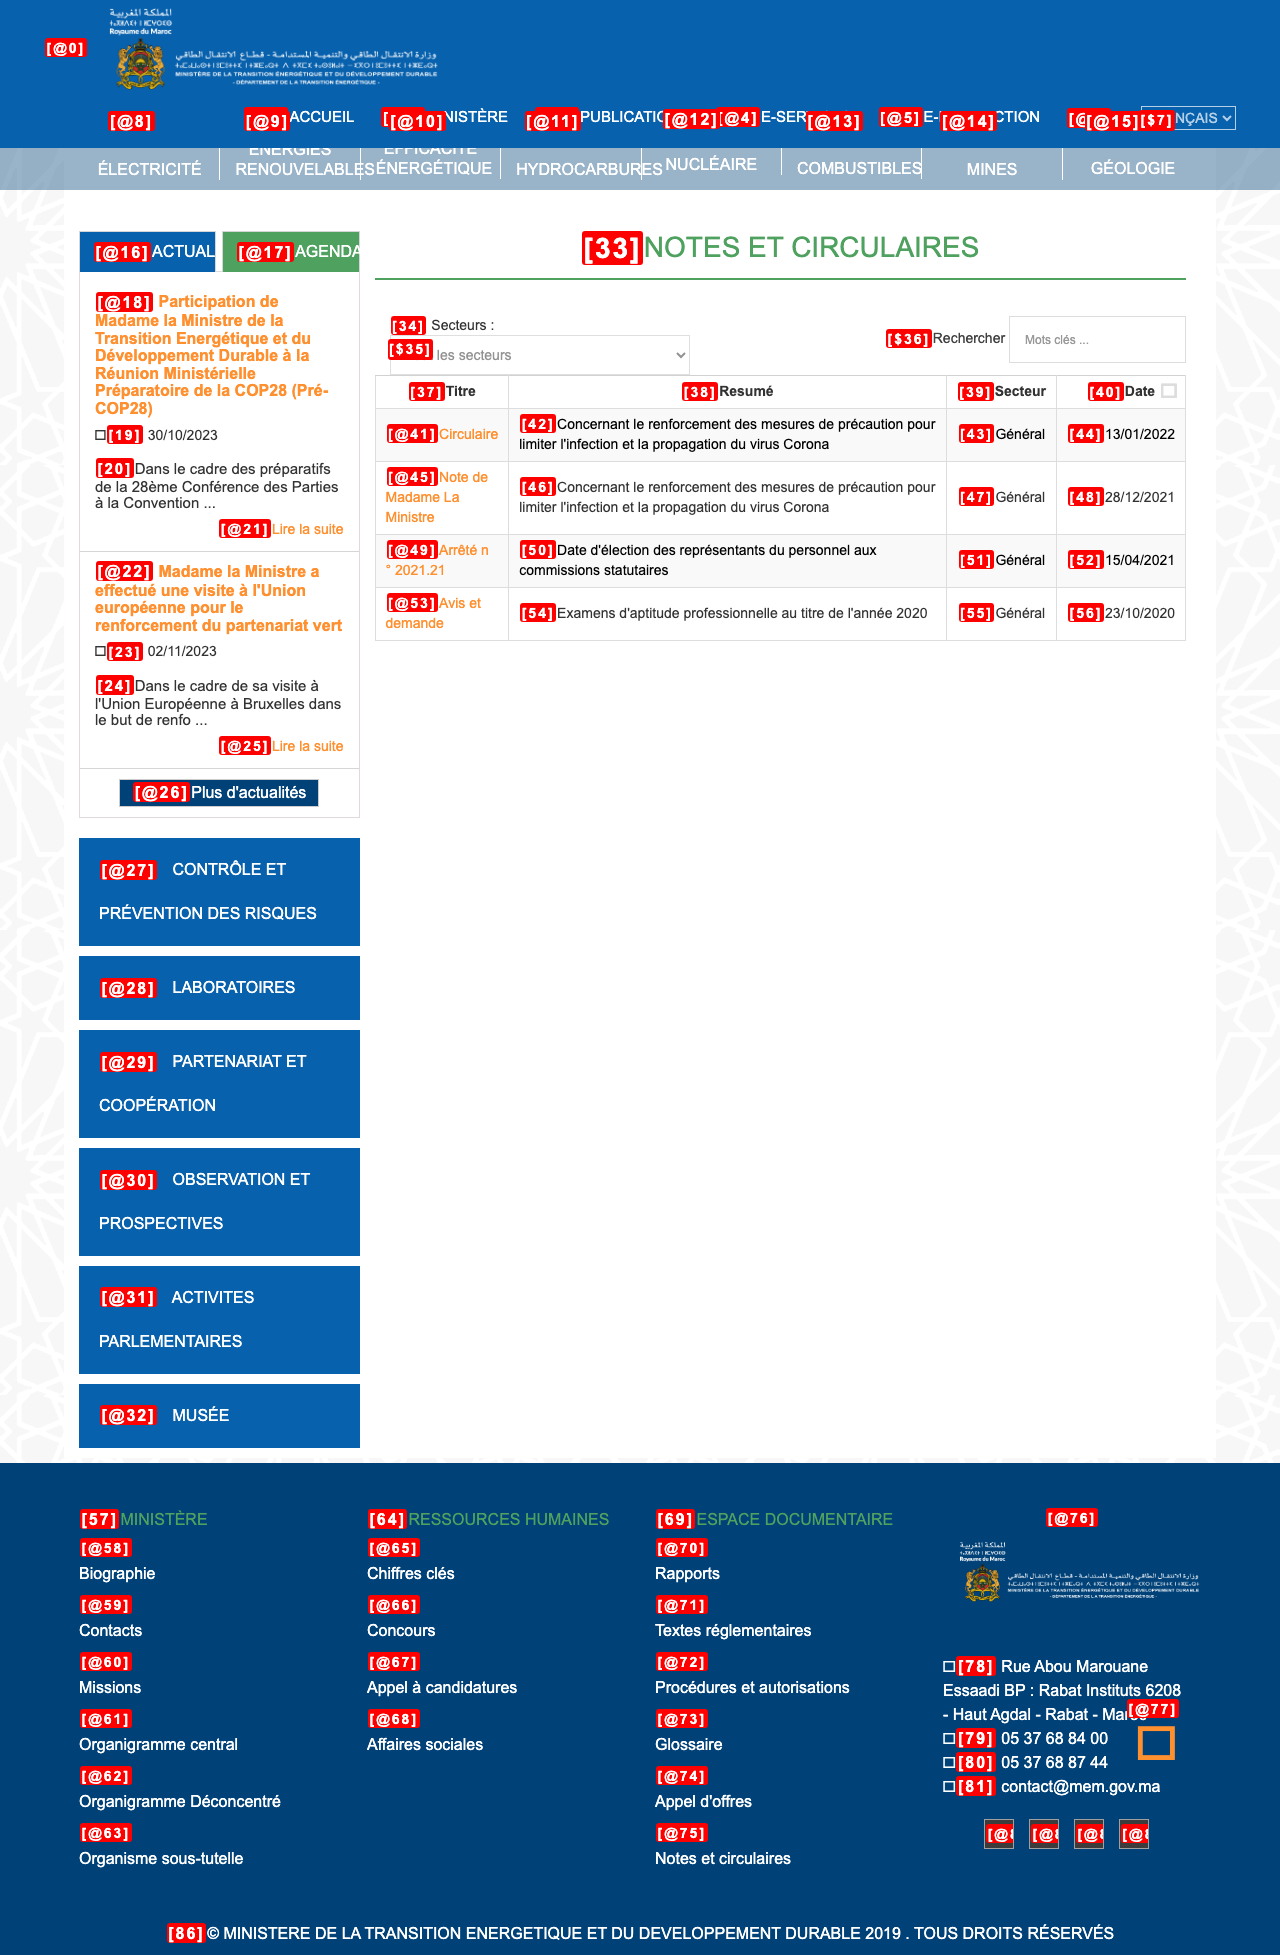 المملكة المغربية
Royaume du Maroc
وزارة الانتقال الطاقي والتنمية المستدامة - قطاع الانتقال الطاقي
MINISTÈRE DE LA TRANSITION ÉNERGÉTIQUE ET DU DÉVELOPPEMENT DURABLE
- DÉPARTEMENT DE LA TRANSITION ÉNERGÉTIQUE -
[@0]
[@8] [@9] ACCUEIL [@10] NISTÈRE [@11] PUBLICATIO [@12] [@4] E-SER [@13] [@5] E- [@14] CTION [@15] [$7] NÇAIS
ÉLECTRICITÉ
ÉNERGIES RENOUVELABLES
EFFICACITÉ ÉNERGÉTIQUE
HYDROCARBURES
NUCLÉAIRE
COMBUSTIBLES
MINES
GÉOLOGIE
[@16] ACTUAL
[@17] AGENDA
[@18] Participation de
Madame la Ministre de la
Transition Energétique et du
Développement Durable à la
Réunion Ministérielle
Préparatoire de la COP28 (Pré-
COP28)
[19] 30/10/2023
[20] Dans le cadre des préparatifs
de la 28ème Conférence des Parties
à la Convention ...
[@21] Lire la suite
[@22] Madame la Ministre a
effectué une visite à l'Union
européenne pour le
renforcement du partenariat vert
[23] 02/11/2023
[24] Dans le cadre de sa visite à
l'Union Européenne à Bruxelles dans
le but de renfo ...
[@25] Lire la suite
[@26] Plus d'actualités
[@27] CONTRÔLE ET
PRÉVENTION DES RISQUES
[@28] LABORATOIRES
[@29] PARTENARIAT ET
COOPÉRATION
[@30] OBSERVATION ET
PROSPECTIVES
[@31] ACTIVITES
PARLEMENTAIRES
[@32] MUSÉE
[33] NOTES ET CIRCULAIRES
[34] Secteurs :
[$35] les secteurs
[$36] Rechercher Mots clés ...
[37] Titre [38] Resumé [39] Secteur [40] Date
[@41] Circulaire
[42] Concernant le renforcement des mesures de précaution pour
limiter l'infection et la propagation du virus Corona
[43] Général [44] 13/01/2022
[@45] Note de
Madame La
Ministre
[46] Concernant le renforcement des mesures de précaution pour
limiter l'infection et la propagation du virus Corona
[47] Général [48] 28/12/2021
[@49] Arrêté n
° 2021.21
[50] Date d'élection des représentants du personnel aux
commissions statutaires
[51] Général [52] 15/04/2021
[@53] Avis et
demande
[54] Examens d'aptitude professionnelle au titre de l'année 2020
[55] Général [56] 23/10/2020
[57] MINISTÈRE
[@58]
Biographie
[@59]
Contacts
[@60]
Missions
[@61]
Organigramme central
[@62]
Organigramme Déconcentré
[@63]
Organisme sous-tutelle
[64] RESSOURCES HUMAINES
[@65]
Chiffres clés
[@66]
Concours
[@67]
Appel à candidatures
[@68]
Affaires sociales
[69] ESPACE DOCUMENTAIRE
[@70]
Rapports
[@71]
Textes réglementaires
[@72]
Procédures et autorisations
[@73]
Glossaire
[@74]
Appel d'offres
[@75]
Notes et circulaires
[@76]
المملكة المغربية
Royaume du Maroc
وزارة الانتقال الطاقي والتنمية المستدامة - قطاع الانتقال الطاقي
MINISTÈRE DE LA TRANSITION ÉNERGÉTIQUE ET DU DÉVELOPPEMENT DURABLE
- DÉPARTEMENT DE LA TRANSITION ÉNERGÉTIQUE -
[78] Rue Abou Marouane
Essaadi BP : Rabat Instituts 6208
- Haut Agdal - Rabat - Maroc
[@77]
[79] 05 37 68 84 00
[80] 05 37 68 87 44
[81] contact@mem.gov.ma
[@8 [@8 [@8 [@8
[86] © MINISTERE DE LA TRANSITION ENERGETIQUE ET DU DEVELOPPEMENT DURABLE 2019 . TOUS DROITS RÉSERVÉS